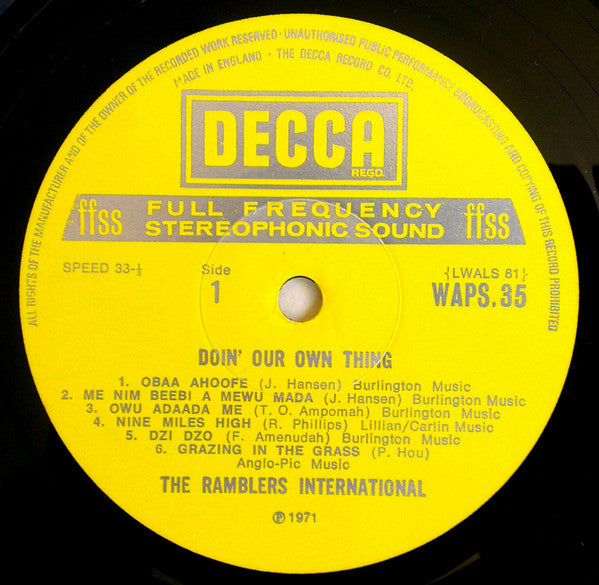 ALL RIGHTS OF THE MANUFACTURER AND OF THE OWNER OF THE RECORDED WORK RESERVED · UNAUTHORISED PUBLIC PERFORMANCE BROADCASTING AND COPYING OF THIS RECORD PROHIBITED
MADE IN ENGLAND · THE DECCA RECORD CO. LTD.
DECCA
REGD.
ffss FULL FREQUENCY ffss
STEREOPHONIC SOUND
SPEED 33-⅓
Side
1
{LWALS 61}
WAPS.35
DOIN' OUR OWN THING
1. OBAA AHOOFE (J. Hansen) Burlington Music
2. ME NIM BEEBI A MEWU MADA (J. Hansen) Burlington Music
3. OWU ADAADA ME (T. O. Ampomah) Burlington Music
4. NINE MILES HIGH (R. Phillips) Lillian/Carlin Music
5. DZI DZO (F. Amenudah) Burlington Music
6. GRAZING IN THE GRASS (P. Hou)
Anglo-Pic Music
THE RAMBLERS INTERNATIONAL
℗ 1971